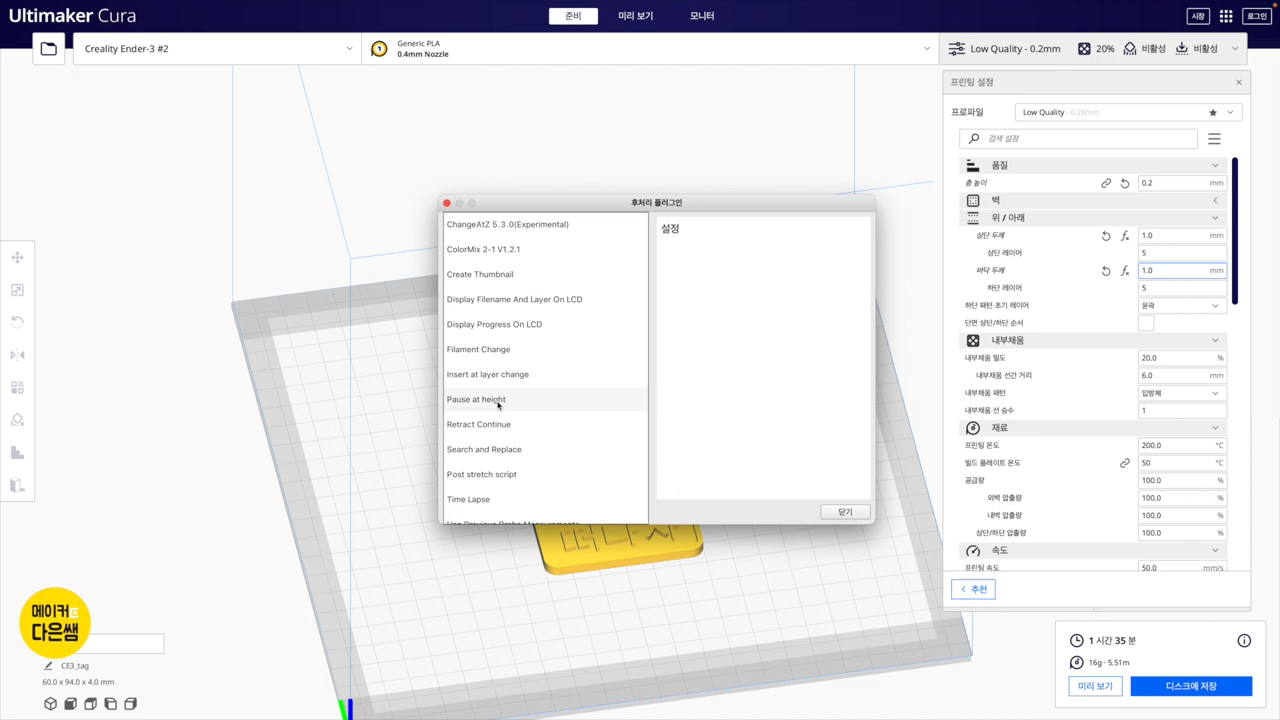 Ultimaker Cura
준비
미리 보기
모니터
시장
로그인
Creality Ender-3 #2
1
Generic PLA
0.4mm Nozzle
Low Quality - 0.2mm
20%
비활성
비활성
프린팅 설정
프로파일
Low Quality - 0.28mm
검색 설정
품질
층 높이
0.2 mm
벽
위 / 아래
상단 두께
1.0 mm
상단 레이어
5
바닥 두께
1.0 mm
하단 레이어
5
하단 패턴 초기 레이어
윤곽
단면 상단/하단 순서
내부채움
내부채움 밀도
20.0 %
내부채움 선간 거리
6.0 mm
내부채움 패턴
입방체
내부채움 선 승수
1
재료
프린팅 온도
200.0 °C
빌드 플레이트 온도
50 °C
공급량
100.0 %
외벽 압출량
100.0 %
내벽 압출량
100.0 %
상단/하단 압출량
100.0 %
속도
프린팅 속도
50.0 mm/s
추천
후처리 플러그인
ChangeAtZ 5.3.0(Experimental)
ColorMix 2-1 V1.2.1
Create Thumbnail
Display Filename And Layer On LCD
Display Progress On LCD
Filament Change
Insert at layer change
Pause at height
Retract Continue
Search and Replace
Post stretch script
Time Lapse
Use Previous Probe Measurements
설정
닫기
메이커 and
다은쌤
CE3_tag
60.0 x 94.0 x 4.0 mm
1 시간 35 분
16g · 5.51m
미리 보기
디스크에 저장